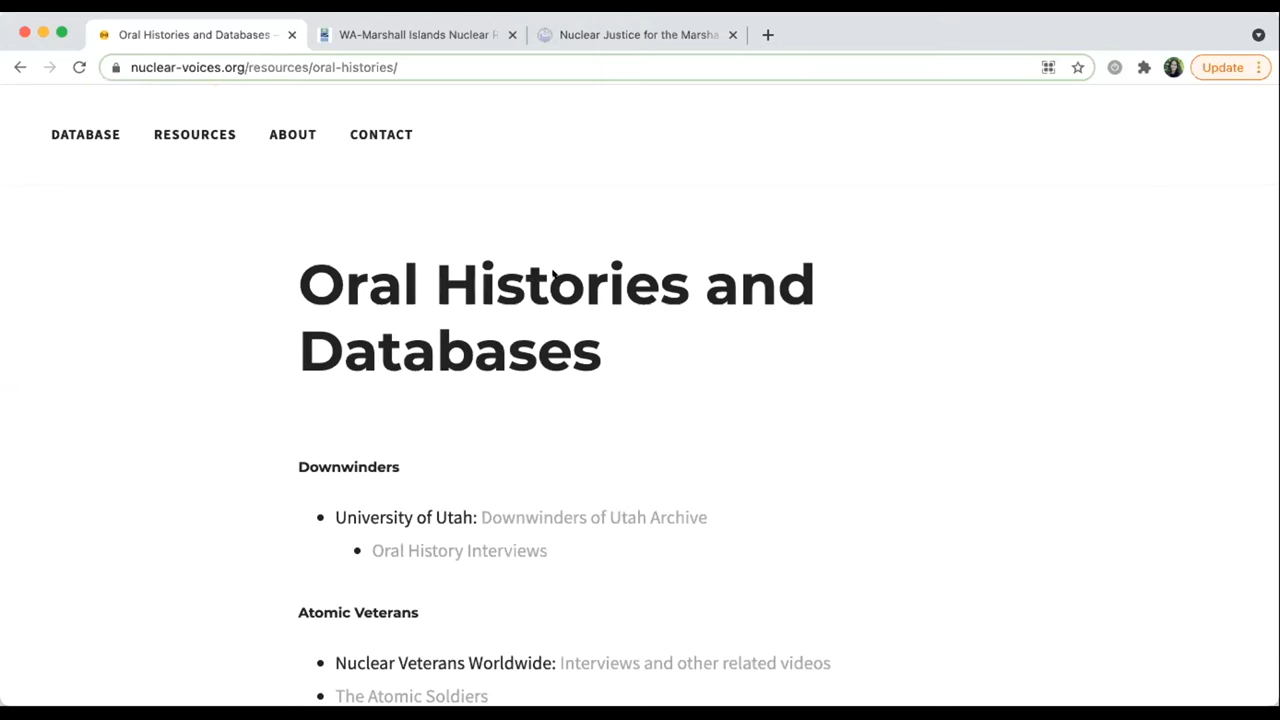 Oral Histories and Databases –
WA-Marshall Islands Nuclear R
Nuclear Justice for the Marsha
nuclear-voices.org/resources/oral-histories/
Update
DATABASE RESOURCES ABOUT CONTACT
Oral Histories and
Databases
Downwinders
University of Utah: Downwinders of Utah Archive
Oral History Interviews
Atomic Veterans
Nuclear Veterans Worldwide: Interviews and other related videos
The Atomic Soldiers